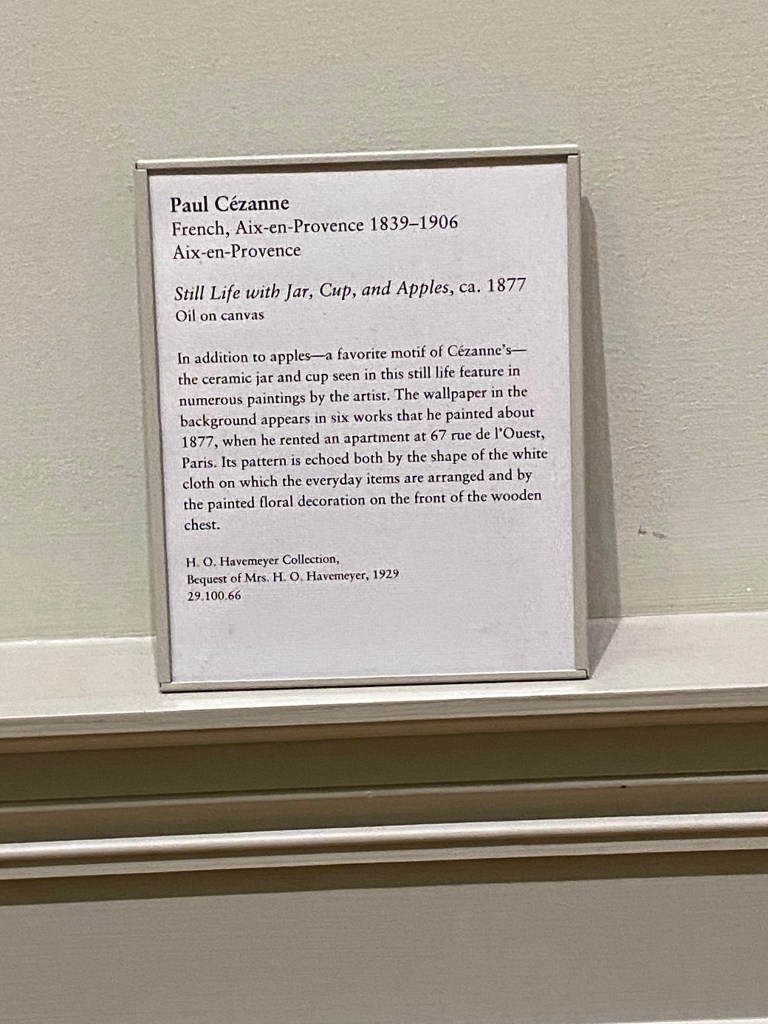 Paul Cézanne
French, Aix-en-Provence 1839–1906
Aix-en-Provence
Still Life with Jar, Cup, and Apples, ca. 1877
Oil on canvas
In addition to apples—a favorite motif of Cézanne's—
the ceramic jar and cup seen in this still life feature in
numerous paintings by the artist. The wallpaper in the
background appears in six works that he painted about
1877, when he rented an apartment at 67 rue de l'Ouest,
Paris. Its pattern is echoed both by the shape of the white
cloth on which the everyday items are arranged and by
the painted floral decoration on the front of the wooden
chest.
H. O. Havemeyer Collection,
Bequest of Mrs. H. O. Havemeyer, 1929
29.100.66